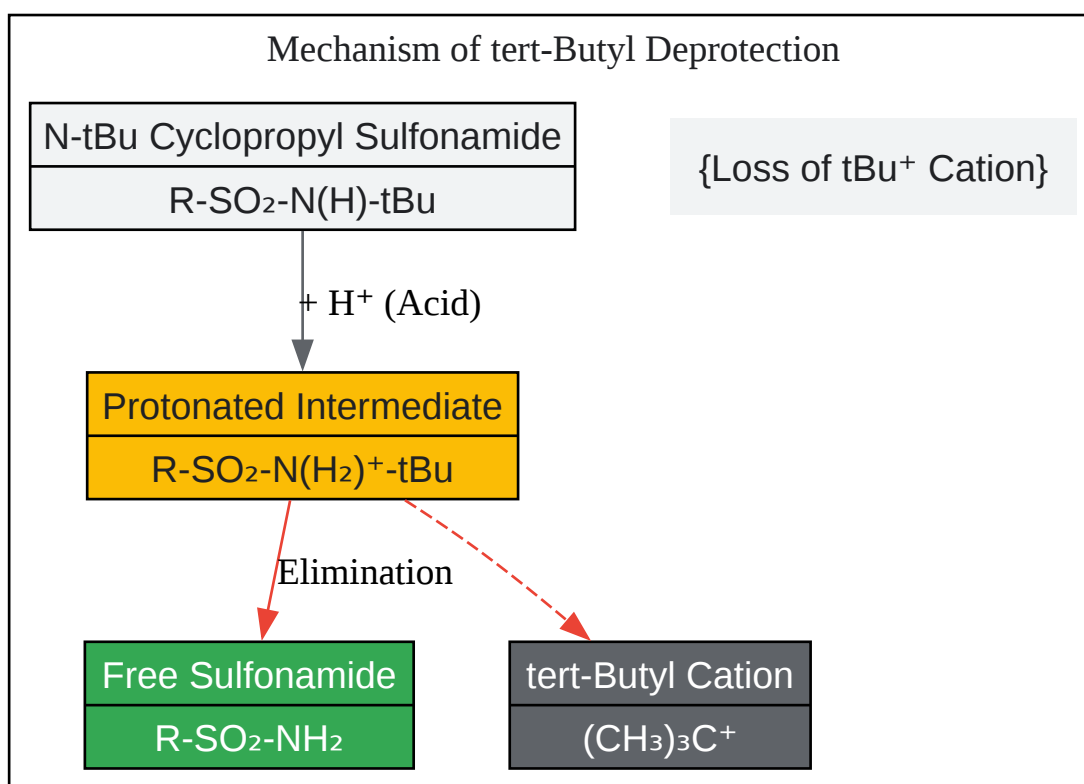 Mechanism of tert-Butyl Deprotection
N-tBu Cyclopropyl Sulfonamide
R-SO₂-N(H)-tBu
{Loss of tBu⁺ Cation}
+ H⁺ (Acid)
Protonated Intermediate
R-SO₂-N(H₂)⁺-tBu
Elimination
Free Sulfonamide
R-SO₂-NH₂
tert-Butyl Cation
(CH₃)₃C⁺